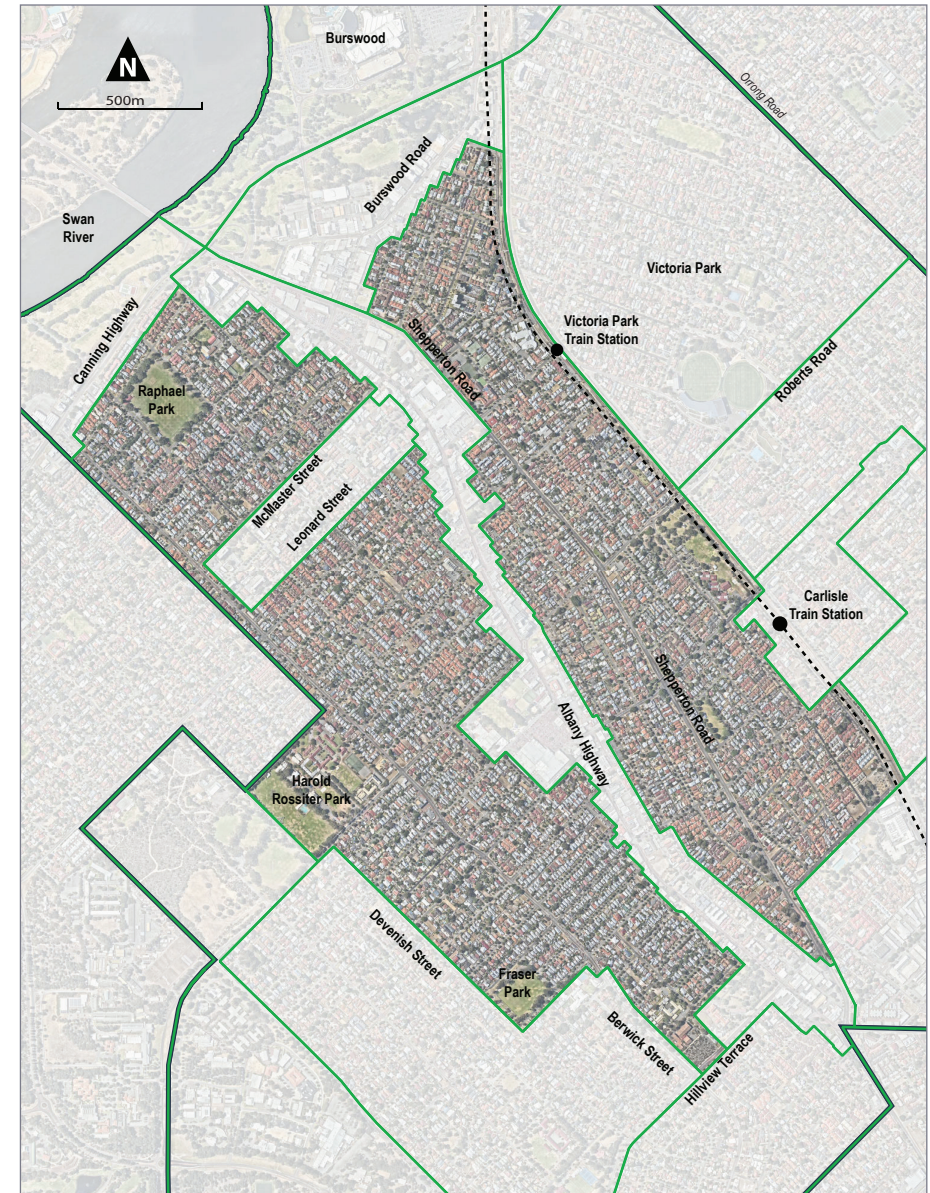 Burswood
N
500m
Orrong Road
Burswood Road
Swan
River
Victoria Park
Canning Highway
Victoria Park
Train Station
Shepperton Road
Roberts Road
Raphael
Park
McMaster Street
Leonard Street
Carlisle
Train Station
Shepperton Road
Albany Highway
Harold
Rossiter Park
Devenish Street
Fraser
Park
Berwick Street
Hillview Terrace